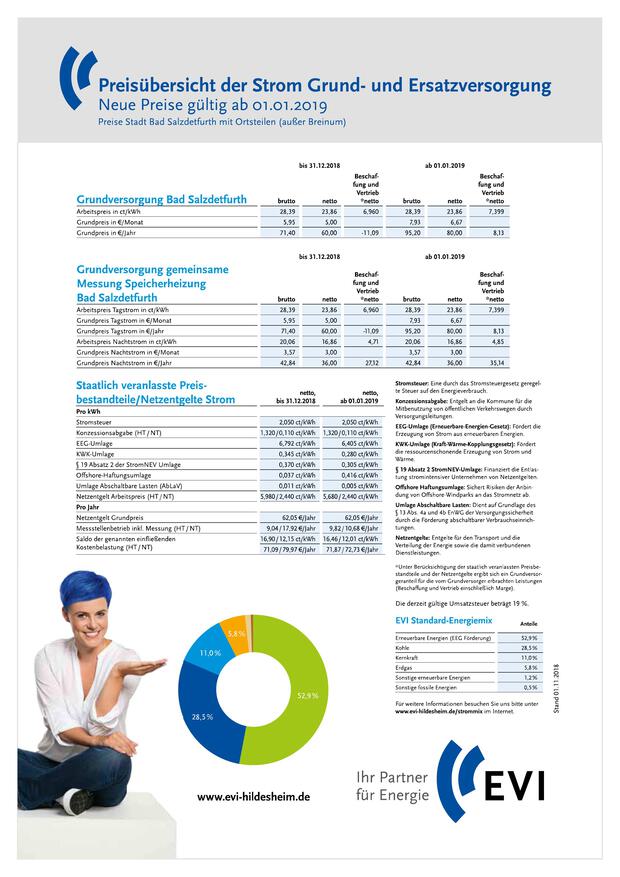 Preisübersicht der Strom Grund- und Ersatzversorgung
Neue Preise gültig ab 01.01.2019
Preise Stadt Bad Salzdetfurth mit Ortsteilen (außer Breinum)
bis 31.12.2018 ab 01.01.2019
Grundversorgung Bad Salzdetfurth brutto netto Beschaf-fung und Vertrieb *netto brutto netto Beschaf-fung und Vertrieb *netto
Arbeitspreis in ct/kWh 28,39 23,86 6,960 28,39 23,86 7,399
Grundpreis in €/Monat 5,95 5,00 7,93 6,67
Grundpreis in €/Jahr 71,40 60,00 -11,09 95,20 80,00 8,13
bis 31.12.2018 ab 01.01.2019
Grundversorgung gemeinsame
Messung Speicherheizung
Bad Salzdetfurth brutto netto Beschaf-fung und Vertrieb *netto brutto netto Beschaf-fung und Vertrieb *netto
Arbeitspreis Tagstrom in ct/kWh 28,39 23,86 6,960 28,39 23,86 7,399
Grundpreis Tagstrom in €/Monat 5,95 5,00 7,93 6,67
Grundpreis Tagstrom in €/Jahr 71,40 60,00 -11,09 95,20 80,00 8,13
Arbeitspreis Nachtstrom in ct/kWh 20,06 16,86 4,71 20,06 16,86 4,85
Grundpreis Nachtstrom in €/Monat 3,57 3,00 3,57 3,00
Grundpreis Nachtstrom in €/Jahr 42,84 36,00 27,12 42,84 36,00 35,14
Staatlich veranlasste Preis-
bestandteile/Netzentgelte Strom netto, bis 31.12.2018 netto, ab 01.01.2019
Pro kWh
Stromsteuer 2,050 ct/kWh 2,050 ct/kWh
Konzessionsabgabe (HT/NT) 1,320/0,110 ct/kWh 1,320/0,110 ct/kWh
EEG-Umlage 6,792 ct/kWh 6,405 ct/kWh
KWK-Umlage 0,345 ct/kWh 0,280 ct/kWh
§ 19 Absatz 2 der StromNEV Umlage 0,370 ct/kWh 0,305 ct/kWh
Offshore-Haftungsumlage 0,037 ct/kWh 0,416 ct/kWh
Umlage Abschaltbare Lasten (AbLaV) 0,011 ct/kWh 0,005 ct/kWh
Netzentgelt Arbeitspreis (HT/NT) 5,980/2,440 ct/kWh 5,680/2,440 ct/kWh
Pro Jahr
Netzentgelt Grundpreis 62,05 €/Jahr 62,05 €/Jahr
Messstellenbetrieb inkl. Messung (HT/NT) 9,04/17,92 €/Jahr 9,82/10,68 €/Jahr
Saldo der genannten einfließenden 16,90/12,15 ct/kWh 16,46/12,01 ct/kWh
Kostenbelastung (HT/NT) 71,09/79,97 €/Jahr 71,87/72,73 €/Jahr
Stromsteuer: Eine durch das Stromsteuergesetz geregel-
te Steuer auf den Energieverbrauch.
Konzessionsabgabe: Entgelt an die Kommune für die
Mitbenutzung von öffentlichen Verkehrswegen durch
Versorgungsleitungen.
EEG-Umlage (Erneuerbare-Energien-Gesetz): Fördert die
Erzeugung von Strom aus erneuerbaren Energien.
KWK-Umlage (Kraft-Wärme-Kopplungsgesetz): Fördert
die ressourcenschonende Erzeugung von Strom und
Wärme.
§ 19 Absatz 2 StromNEV-Umlage: Finanziert die Entlas-
tung stromintensiver Unternehmen von Netzentgelten.
Offshore Haftungsumlage: Sichert Risiken der Anbin-
dung von Offshore Windparks an das Stromnetz ab.
Umlage Abschaltbare Lasten: Dient auf Grundlage des
§ 13 Abs. 4a und 4b EnWG der Versorgungssicherheit
durch die Förderung abschaltbarer Verbrauchseinrich-
tungen.
Netzentgelte: Entgelte für den Transport und die
Verteilung der Energie sowie die damit verbundenen
Dienstleistungen.
*Unter Berücksichtigung der staatlich veranlassten Preisbe-
standteile und der Netzentgelte ergibt sich ein Grundversor-
geranteil für die vom Grundversorger erbrachten Leistungen
(Beschaffung und Vertrieb einschließlich Marge).
Die derzeit gültige Umsatzsteuer beträgt 19 %.
EVI Standard-Energiemix Anteile
Erneuerbare Energien (EEG Förderung) 52,9 %
Kohle 28,5 %
Kernkraft 11,0 %
Erdgas 5,8 %
Sonstige erneuerbare Energien 1,2 %
Sonstige fossile Energien 0,5 %
Für weitere Informationen besuchen Sie uns bitte unter
www.evi-hildesheim.de/strommix im Internet.
Stand 01.11.2018
5,8 %
11,0 %
28,5 %
52,9 %
www.evi-hildesheim.de
Ihr Partner
für Energie
EVI